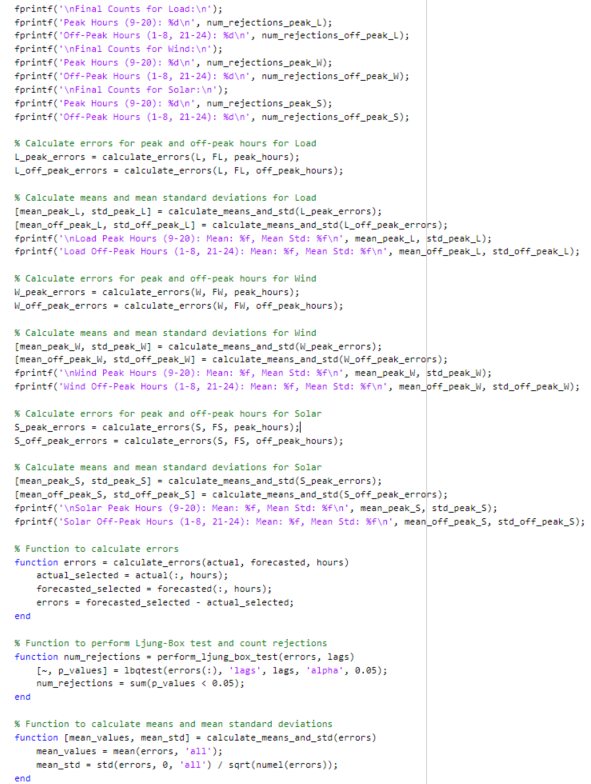 fprintf('\nFinal Counts for Load:\n');
fprintf('Peak Hours (9-20): %d\n', num_rejections_peak_L);
fprintf('Off-Peak Hours (1-8, 21-24): %d\n', num_rejections_off_peak_L);
fprintf('\nFinal Counts for Wind:\n');
fprintf('Peak Hours (9-20): %d\n', num_rejections_peak_W);
fprintf('Off-Peak Hours (1-8, 21-24): %d\n', num_rejections_off_peak_W);
fprintf('\nFinal Counts for Solar:\n');
fprintf('Peak Hours (9-20): %d\n', num_rejections_peak_S);
fprintf('Off-Peak Hours (1-8, 21-24): %d\n', num_rejections_off_peak_S);
% Calculate errors for peak and off-peak hours for Load
L_peak_errors = calculate_errors(L, FL, peak_hours);
L_off_peak_errors = calculate_errors(L, FL, off_peak_hours);
% Calculate means and mean standard deviations for Load
[mean_peak_L, std_peak_L] = calculate_means_and_std(L_peak_errors);
[mean_off_peak_L, std_off_peak_L] = calculate_means_and_std(L_off_peak_errors);
fprintf('\nLoad Peak Hours (9-20): Mean: %f, Mean Std: %f\n', mean_peak_L, std_peak_L);
fprintf('Load Off-Peak Hours (1-8, 21-24): Mean: %f, Mean Std: %f\n', mean_off_peak_L, std_off_peak_L);
% Calculate errors for peak and off-peak hours for Wind
W_peak_errors = calculate_errors(W, FW, peak_hours);
W_off_peak_errors = calculate_errors(W, FW, off_peak_hours);
% Calculate means and mean standard deviations for Wind
[mean_peak_W, std_peak_W] = calculate_means_and_std(W_peak_errors);
[mean_off_peak_W, std_off_peak_W] = calculate_means_and_std(W_off_peak_errors);
fprintf('\nWind Peak Hours (9-20): Mean: %f, Mean Std: %f\n', mean_peak_W, std_peak_W);
fprintf('Wind Off-Peak Hours (1-8, 21-24): Mean: %f, Mean Std: %f\n', mean_off_peak_W, std_off_peak_W);
% Calculate errors for peak and off-peak hours for Solar
S_peak_errors = calculate_errors(S, FS, peak_hours);
S_off_peak_errors = calculate_errors(S, FS, off_peak_hours);
% Calculate means and mean standard deviations for Solar
[mean_peak_S, std_peak_S] = calculate_means_and_std(S_peak_errors);
[mean_off_peak_S, std_off_peak_S] = calculate_means_and_std(S_off_peak_errors);
fprintf('\nSolar Peak Hours (9-20): Mean: %f, Mean Std: %f\n', mean_peak_S, std_peak_S);
fprintf('Solar Off-Peak Hours (1-8, 21-24): Mean: %f, Mean Std: %f\n', mean_off_peak_S, std_off_peak_S);
% Function to calculate errors
function errors = calculate_errors(actual, forecasted, hours)
actual_selected = actual(:, hours);
forecasted_selected = forecasted(:, hours);
errors = forecasted_selected - actual_selected;
end
% Function to perform Ljung-Box test and count rejections
function num_rejections = perform_ljung_box_test(errors, lags)
[~, p_values] = lbqtest(errors(:), 'lags', lags, 'alpha', 0.05);
num_rejections = sum(p_values < 0.05);
end
% Function to calculate means and mean standard deviations
function [mean_values, mean_std] = calculate_means_and_std(errors)
mean_values = mean(errors, 'all');
mean_std = std(errors, 0, 'all') / sqrt(numel(errors));
end